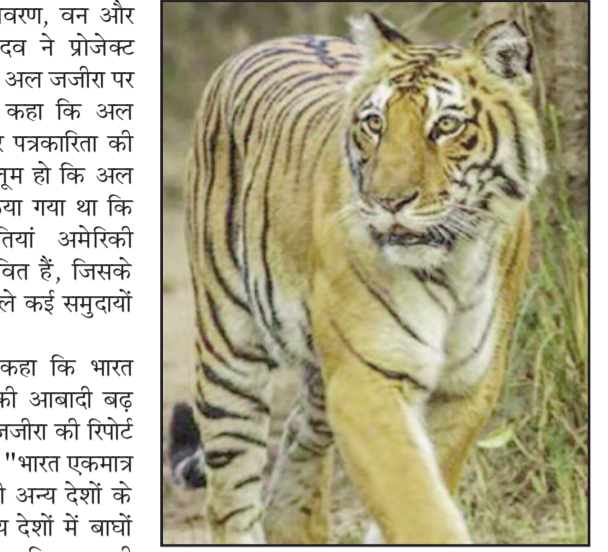 वरण, वन और
दव ने प्रोजेक्ट
अल जजीरा पर
कहा कि अल
पत्रकारिता की
हो कि अल
या गया था कि
तियां अमेरिकी
वित हैं, जिसके
ले कई समुदायों
कहा कि भारत
की आबादी बढ़
जजीरा की रिपोर्ट
"भारत एकमात्र
अन्य देशों के
य देशों में बाघों